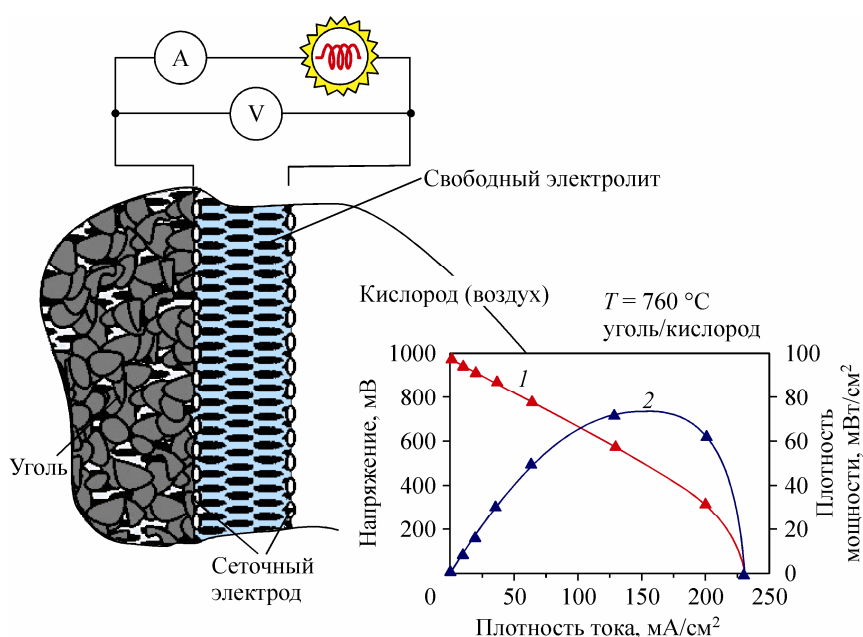 A
V
Свободный электролит
Кислород (воздух)
T = 760 °C
уголь/кислород
Уголь
Сеточный
электрод
Напряжение, мВ
1000
800
600
400
200
0
1
2
100
80
60
40
20
0
Плотность
мошности, мВт/см²
50
100
150
200
250
Плотность тока, мА/см²